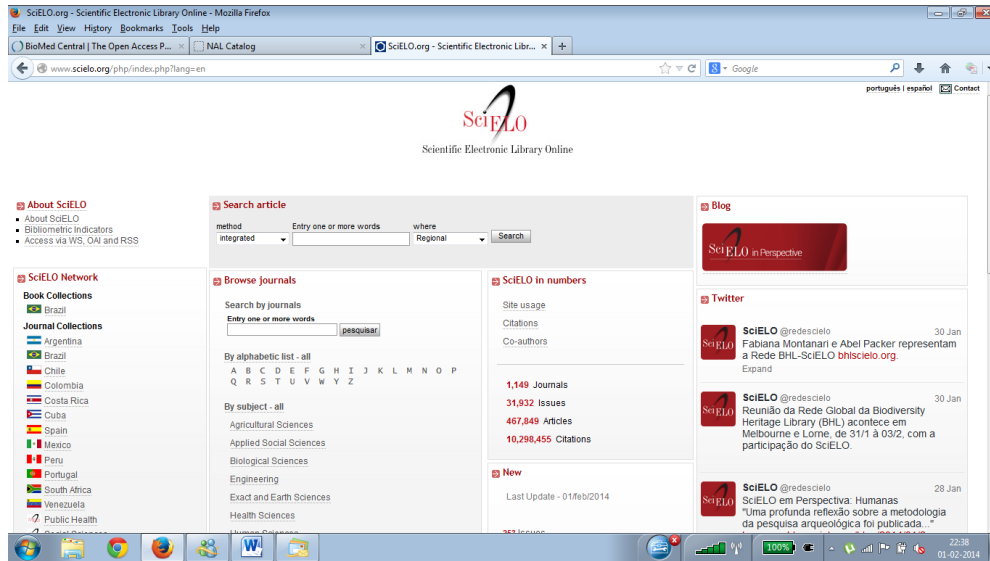 SciELO.org - Scientific Electronic Library Online - Mozilla Firefox
File Edit View History Bookmarks Tools Help
BioMed Central | The Open Access P...
NAL Catalog
SciELO.org - Scientific Electronic Libr...
www.scielo.org/php/index.php?lang=en
Google
português | español Contact
SciELO
Scientific Electronic Library Online
About SciELO
About SciELO
Bibliometric Indicators
Access via WS, OAI and RSS
Search article
method Entry one or more words where
integrated Regional Search
Blog
SciELO in Perspective
SciELO Network
Book Collections
Brazil
Journal Collections
Argentina
Brazil
Chile
Colombia
Costa Rica
Cuba
Spain
Mexico
Peru
Portugal
South Africa
Venezuela
Public Health
Social Sciences
Browse journals
Search by journals
Entry one or more words
pesquisar
By alphabetic list - all
A B C D E F G H I J K L M N O P
Q R S T U V W Y Z
By subject - all
Agricultural Sciences
Applied Social Sciences
Biological Sciences
Engineering
Exact and Earth Sciences
Health Sciences
Human Sciences
SciELO in numbers
Site usage
Citations
Co-authors
1,149 Journals
31,932 Issues
467,849 Articles
10,298,455 Citations
New
Last Update - 01/feb/2014
Issues
Twitter
SciELO @redescielo 30 Jan
Fabiana Montanari e Abel Packer representam
a Rede BHL-SciELO bhlscielo.org.
Expand
SciELO @redescielo 30 Jan
Reunião da Rede Global da Biodiversity
Heritage Library (BHL) acontece em
Melbourne e Lorne, de 31/1 à 03/2, com a
participação do SciELO.
SciELO @redescielo 28 Jan
SciELO em Perspectiva: Humanas
"Uma profunda reflexão sobre a metodologia
da pesquisa arqueológica foi publicada..."
100%
22:38
01-02-2014